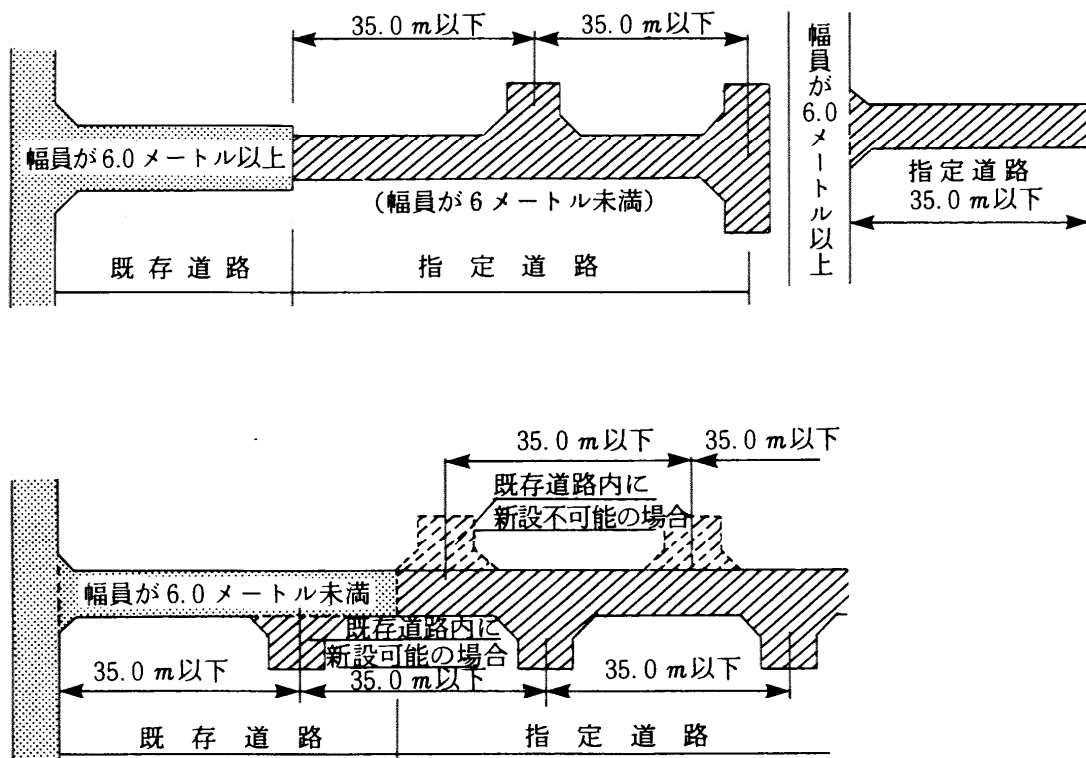 35.0 m以下
35.0 m以下
幅員が6.0メートル以上
(幅員が6メートル未満)
既存道路
指定道路
幅員が6.0メートル以上
指定道路
35.0 m以下
35.0 m以下
35.0 m以下
既存道路内に
新設不可能の場合
幅員が6.0メートル未満
既存道路内に
新設可能の場合
35.0 m以下
35.0 m以下
35.0 m以下
既存道路
指定道路